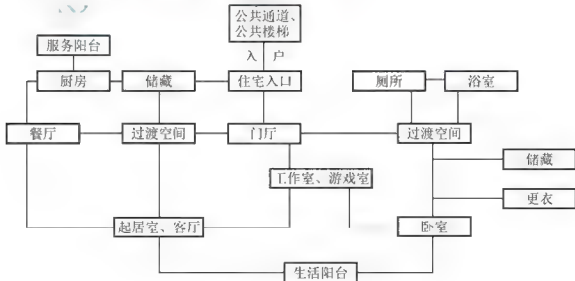 公共通道、
公共楼梯
服务阳台
入 户
厨房 储藏 住宅入口 厕所 浴室
餐厅 过渡空间 门厅 过渡空间
储藏
工作室、游戏室
更衣
起居室、客厅 卧室
生活阳台